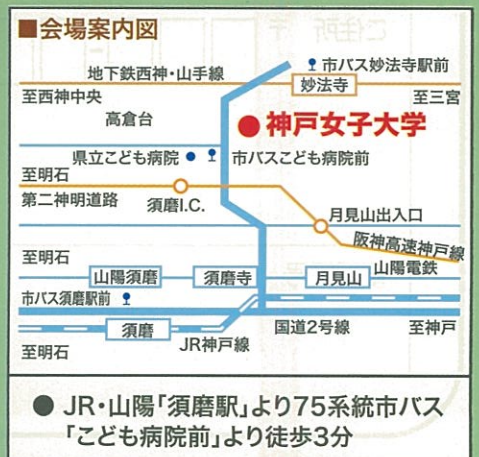 ■会場案内図
市バス妙法寺駅前
地下鉄西神・山手線
妙法寺
至西神中央
至三宮
高倉台
●神戸女子大学
県立こども病院
市バスこども病院前
至明石
第二神明道路
須磨I.C.
月見山出入口
阪神高速神戸線
至明石
山陽電鉄
山陽須磨
須磨寺
月見山
市バス須磨駅前
須磨
国道2号線
至神戸
JR神戸線
至明石
● JR・山陽「須磨駅」より75系統市バス
「こども病院前」より徒歩3分